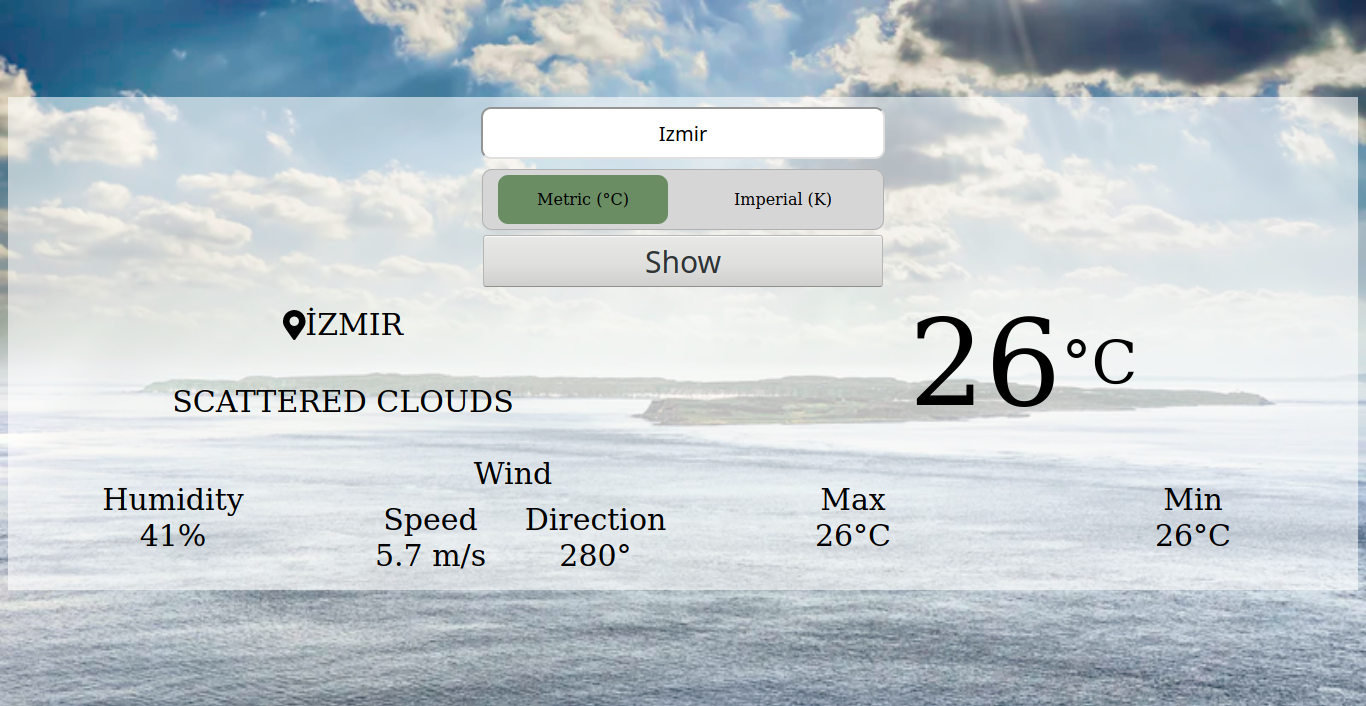 Izmir
Metric (°C) Imperial (K)
Show
İZMIR
SCATTERED CLOUDS
26°C
Humidity
41%
Wind
Speed Direction
5.7 m/s 280°
Max
26°C
Min
26°C